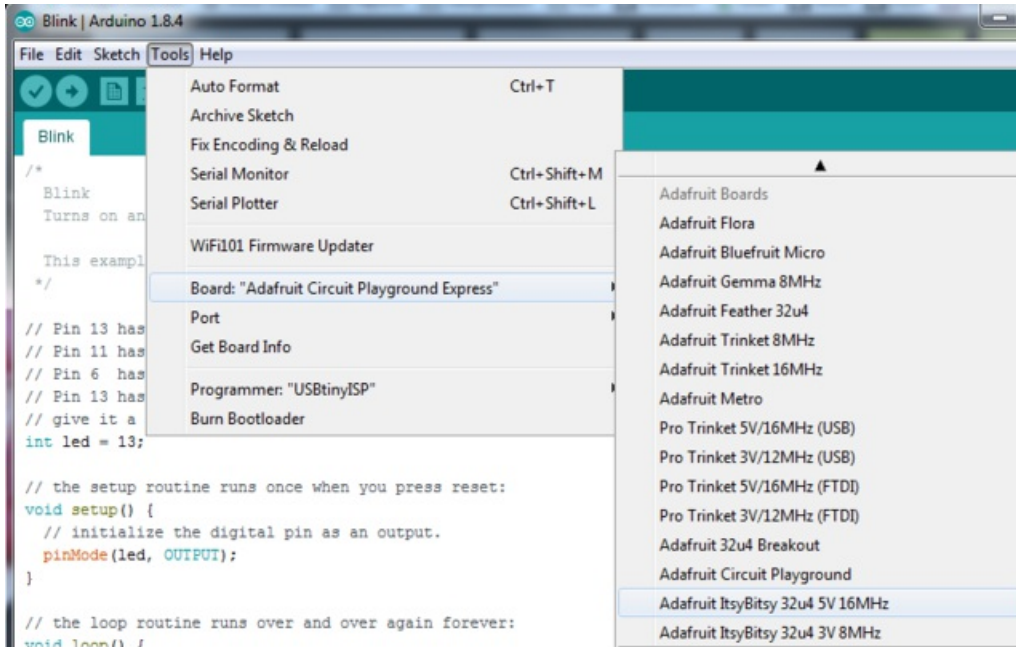 Blink | Arduino 1.8.4
File Edit Sketch Tools Help
Auto Format Ctrl+T
Archive Sketch
Fix Encoding & Reload
Serial Monitor Ctrl+Shift+M
Serial Plotter Ctrl+Shift+L
WiFi101 Firmware Updater
Board: "Adafruit Circuit Playground Express"
Port
Get Board Info
Programmer: "USBtinyISP"
Burn Bootloader
Adafruit Boards
Adafruit Flora
Adafruit Bluefruit Micro
Adafruit Gemma 8MHz
Adafruit Feather 32u4
Adafruit Trinket 8MHz
Adafruit Trinket 16MHz
Adafruit Metro
Pro Trinket 5V/16MHz (USB)
Pro Trinket 3V/12MHz (USB)
Pro Trinket 5V/16MHz (FTDI)
Pro Trinket 3V/12MHz (FTDI)
Adafruit 32u4 Breakout
Adafruit Circuit Playground
Adafruit ItsyBitsy 32u4 5V 16MHz
Adafruit ItsyBitsy 32u4 3V 8MHz
Blink
/*
Blink
Turns on an
This exampl
*/
// Pin 13 has
// Pin 11 has
// Pin 6 has
// Pin 13 has
// give it a
int led = 13;
// the setup routine runs once when you press reset:
void setup() {
// initialize the digital pin as an output.
pinMode(led, OUTPUT);
}
// the loop routine runs over and over again forever:
void loop() {